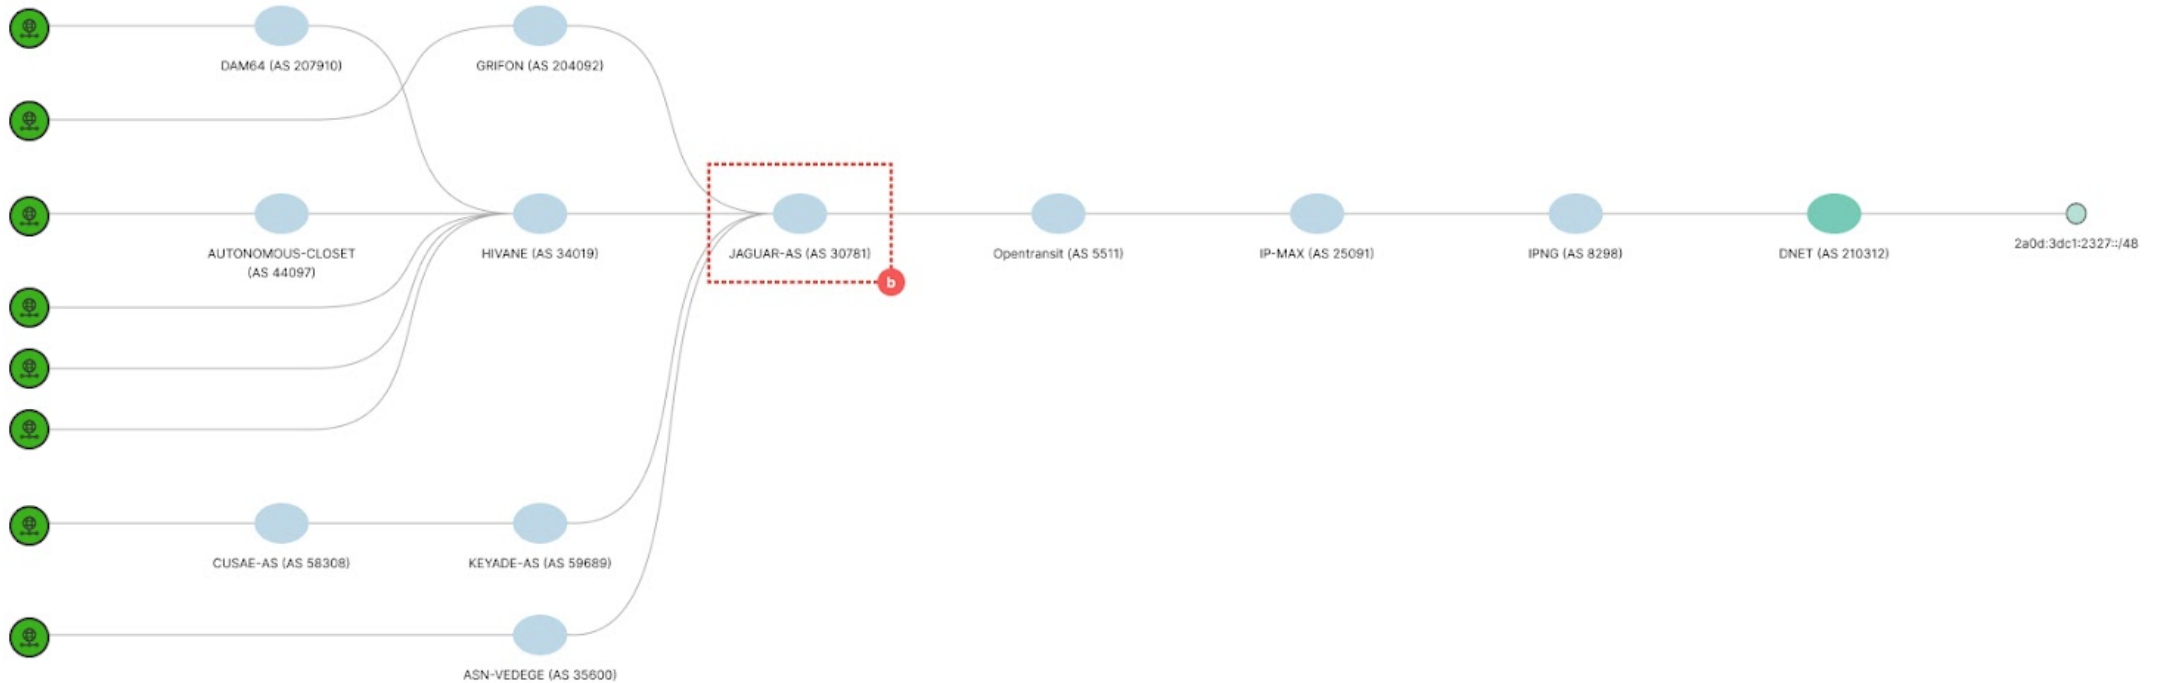 DAM64 (AS 207910)
GRIFON (AS 204092)
AUTONOMOUS-CLOSET
(AS 44097)
HIVANE (AS 34019)
JAGUAR-AS (AS 30781)
Opentransit (AS 5511)
IP-MAX (AS 25091)
IPNG (AS 8298)
DNET (AS 210312)
2a0d:3dc1:2327::/48
b
CUSAE-AS (AS 58308)
KEYADE-AS (AS 59689)
ASN-VEDEGE (AS 35600)